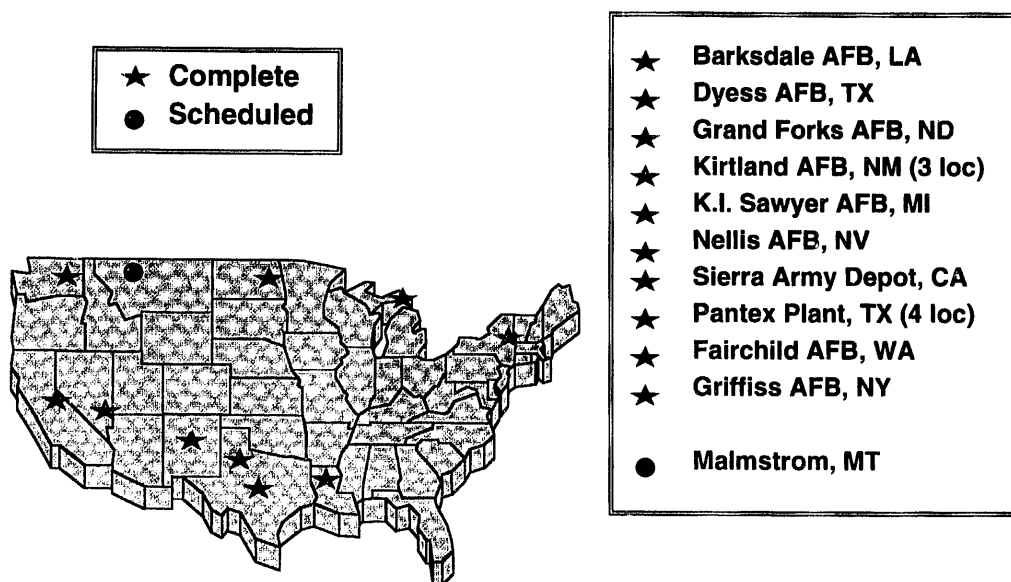 ★ Complete
● Scheduled
★ Barksdale AFB, LA
★ Dyess AFB, TX
★ Grand Forks AFB, ND
★ Kirtland AFB, NM (3 loc)
★ K.I. Sawyer AFB, MI
★ Nellis AFB, NV
★ Sierra Army Depot, CA
★ Pantex Plant, TX (4 loc)
★ Fairchild AFB, WA
★ Griffiss AFB, NY
● Malmstrom, MT